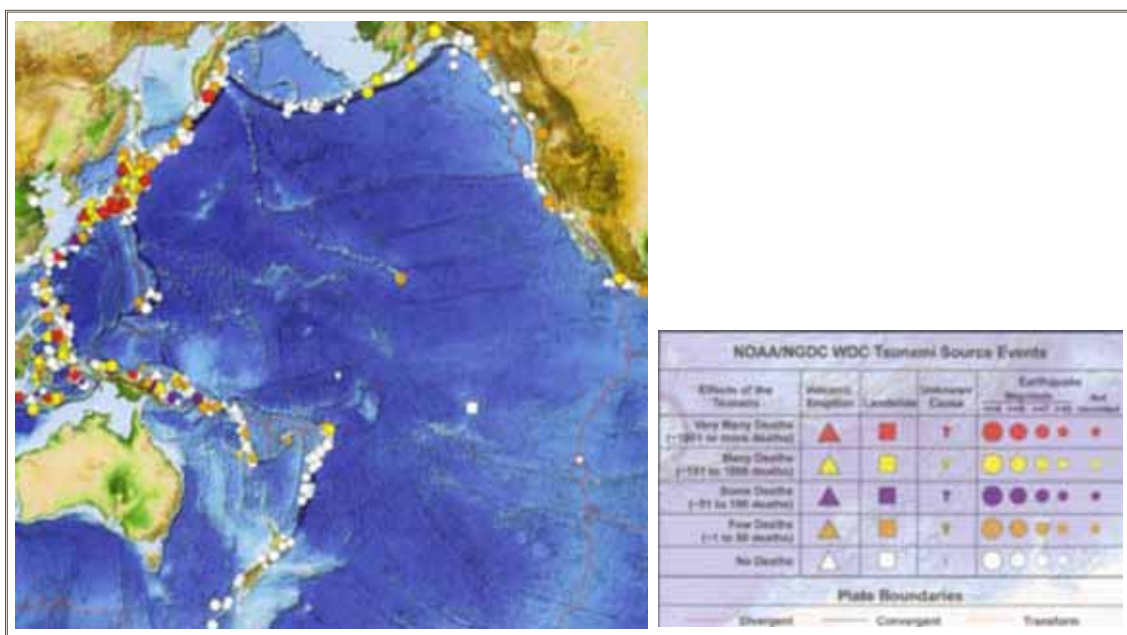 NOAA/NGDC WDC Tsunami Source Events
Effects of the Tsunami
Volcanic Eruption
Landslide
Unknown Cause
Earthquake
Magnitude
Not
Very Many Deaths
(~1001 or more deaths)
Many Deaths
(~101 to 1000 deaths)
Some Deaths
(~51 to 100 deaths)
Few Deaths
(~1 to 50 deaths)
No Deaths
Plate Boundaries
Divergent Convergent Transform